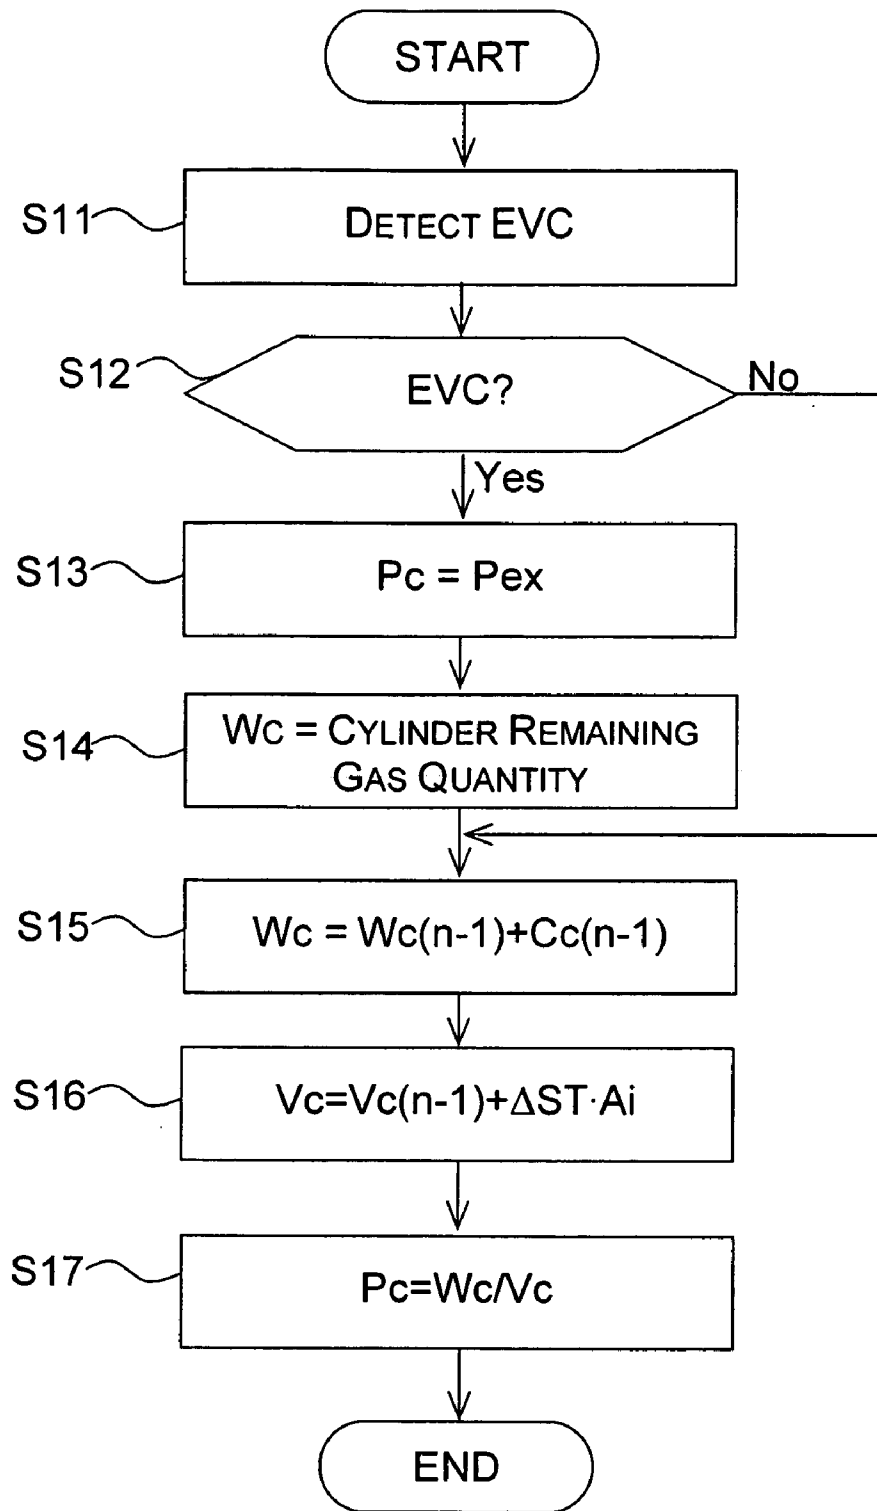 START
S11
DETECT EVC
S12
EVC?
No
Yes
S13
Pc = Pex
S14
WC = CYLINDER REMAINING
GAS QUANTITY
S15
Wc = Wc(n-1)+Cc(n-1)
S16
Vc=Vc(n-1)+ΔST·Ai
S17
Pc=Wc/Vc
END